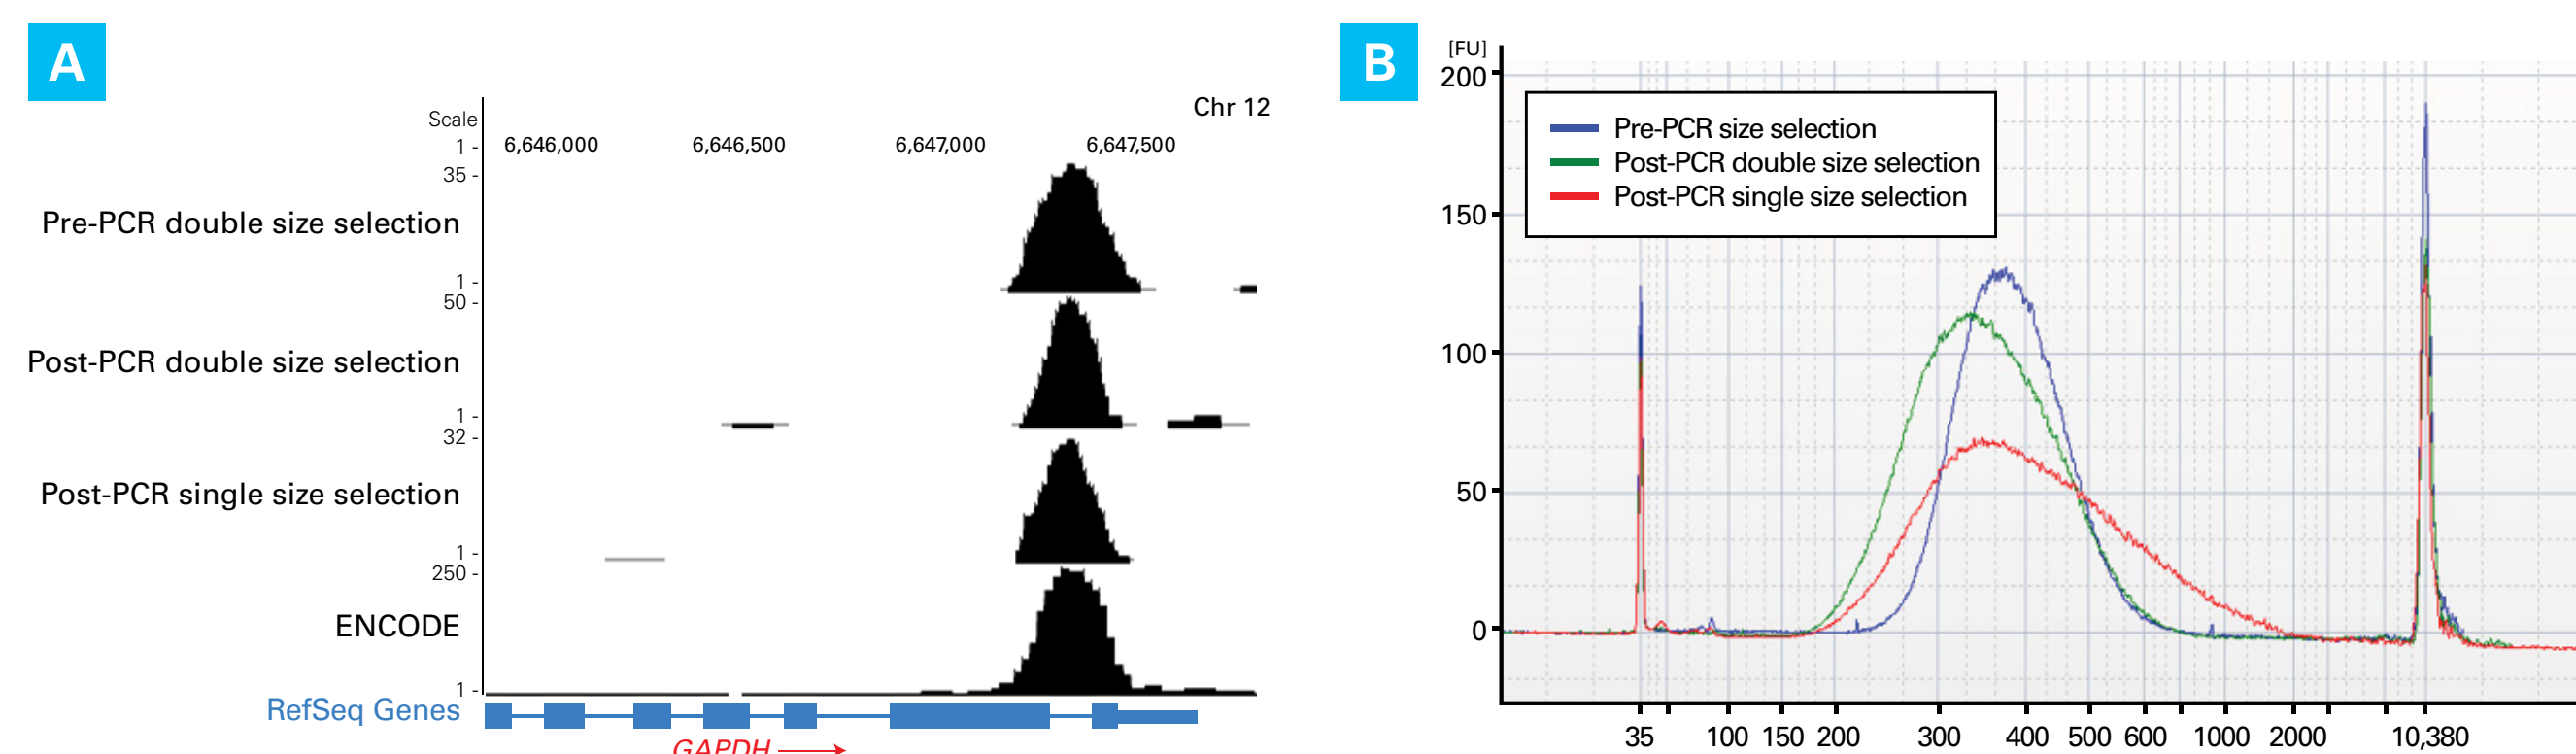 A
Chr 12
Scale
1 -
6,646,000 6,646,500 6,647,000 6,647,500
35 -
Pre-PCR double size selection
1 -
50 -
Post-PCR double size selection
1 -
32 -
Post-PCR single size selection
1 -
250 -
ENCODE
1 -
RefSeq Genes
GAPDH
B
[FU]
200
150
100
50
0
Pre-PCR size selection
Post-PCR double size selection
Post-PCR single size selection
35 100 150 200 300 400 500 600 1000 2000 10,380